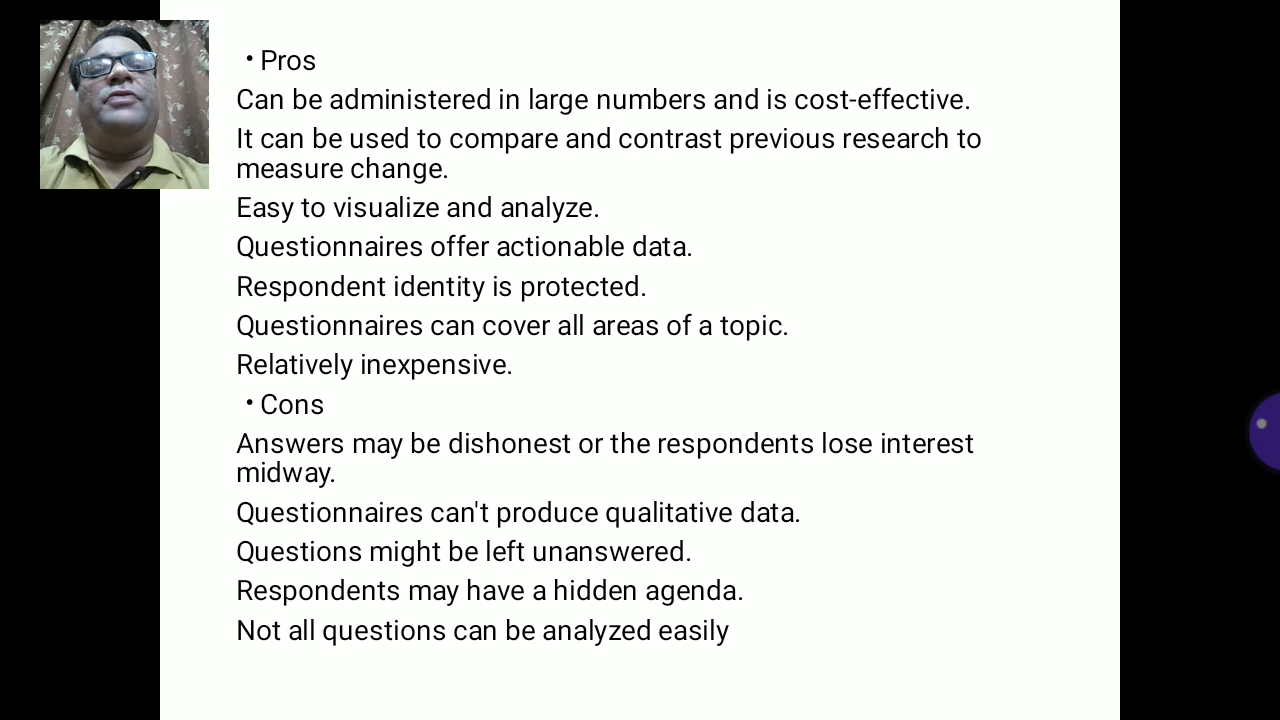 • Pros
Can be administered in large numbers and is cost-effective.
It can be used to compare and contrast previous research to
measure change.
Easy to visualize and analyze.
Questionnaires offer actionable data.
Respondent identity is protected.
Questionnaires can cover all areas of a topic.
Relatively inexpensive.
• Cons
Answers may be dishonest or the respondents lose interest
midway.
Questionnaires can't produce qualitative data.
Questions might be left unanswered.
Respondents may have a hidden agenda.
Not all questions can be analyzed easily